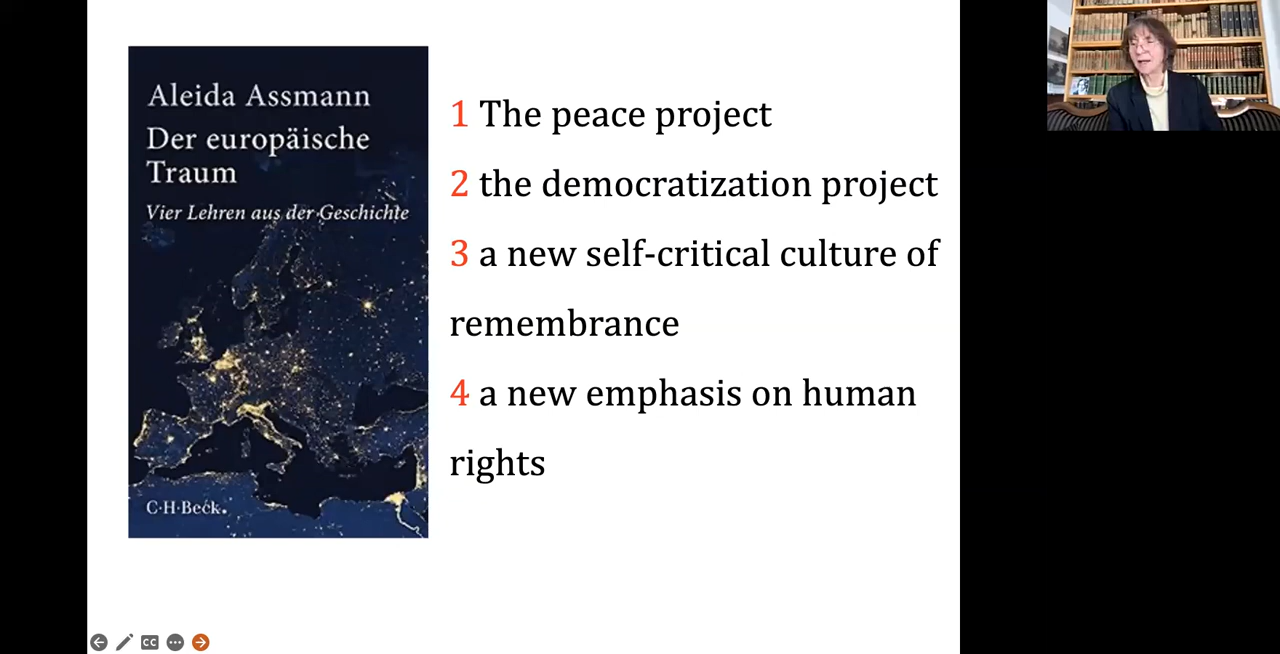 Aleida Assmann
Der europäische
Traum
Vier Lehren aus der Geschichte
C·H·Beck.
1 The peace project
2 the democratization project
3 a new self-critical culture of
remembrance
4 a new emphasis on human
rights
CC